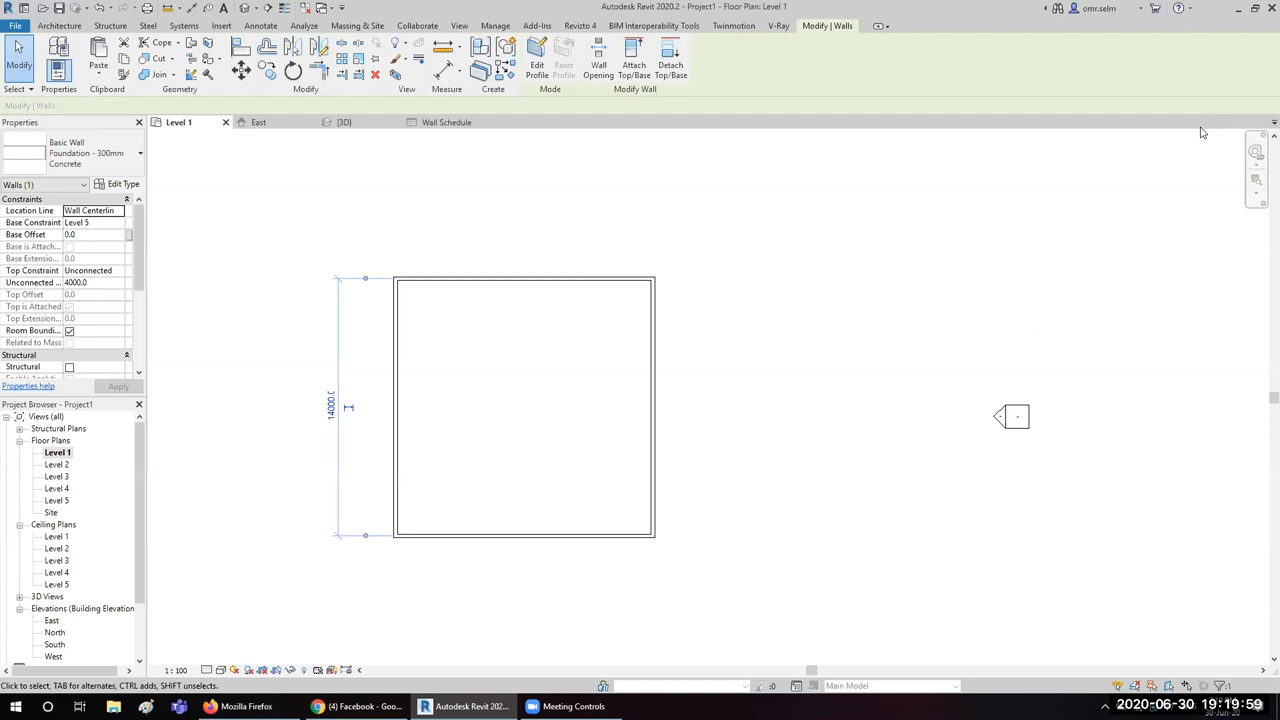 Autodesk Revit 2020.2 - Project1 - Floor Plan: Level 1
omr.selm
File Architecture Structure Steel Systems Insert Annotate Analyze Massing & Site Collaborate View Manage Add-Ins Revizto 4 BIM Interoperability Tools Twinmotion V-Ray Modify | Walls
Modify Paste Cope Cut Join Edit Profile Reset Profile Wall Opening Attach Top/Base Detach Top/Base
Select Properties Clipboard Geometry Modify View Measure Create Mode Modify Wall
Modify | Walls
Properties
Level 1 East {3D} Wall Schedule
Basic Wall
Foundation - 300mm
Concrete
Walls (1) Edit Type
Constraints
Location Line Wall Centerlin
Base Constraint Level 5
Base Offset 0.0
Base is Attach...
Base Extensio... 0.0
Top Constraint Unconnected
Unconnected ... 4000.0
Top Offset 0.0
Top is Attached
Top Extension... 0.0
Room Boundi...
Related to Mass
Structural
Structural
Properties help Apply
Project Browser - Project1
Views (all)
Structural Plans
Floor Plans
Level 1
Level 2
Level 3
Level 4
Level 5
Site
Ceiling Plans
Level 1
Level 2
Level 3
Level 4
Level 5
3D Views
Elevations (Building Elevation
East
North
South
West
14000.0
1 : 100
Click to select, TAB for alternates, CTRL adds, SHIFT unselects.
:0
Main Model
:1
Mozilla Firefox
(4) Facebook - Goo...
Autodesk Revit 202...
Meeting Controls
2020-06-30 19:19:59